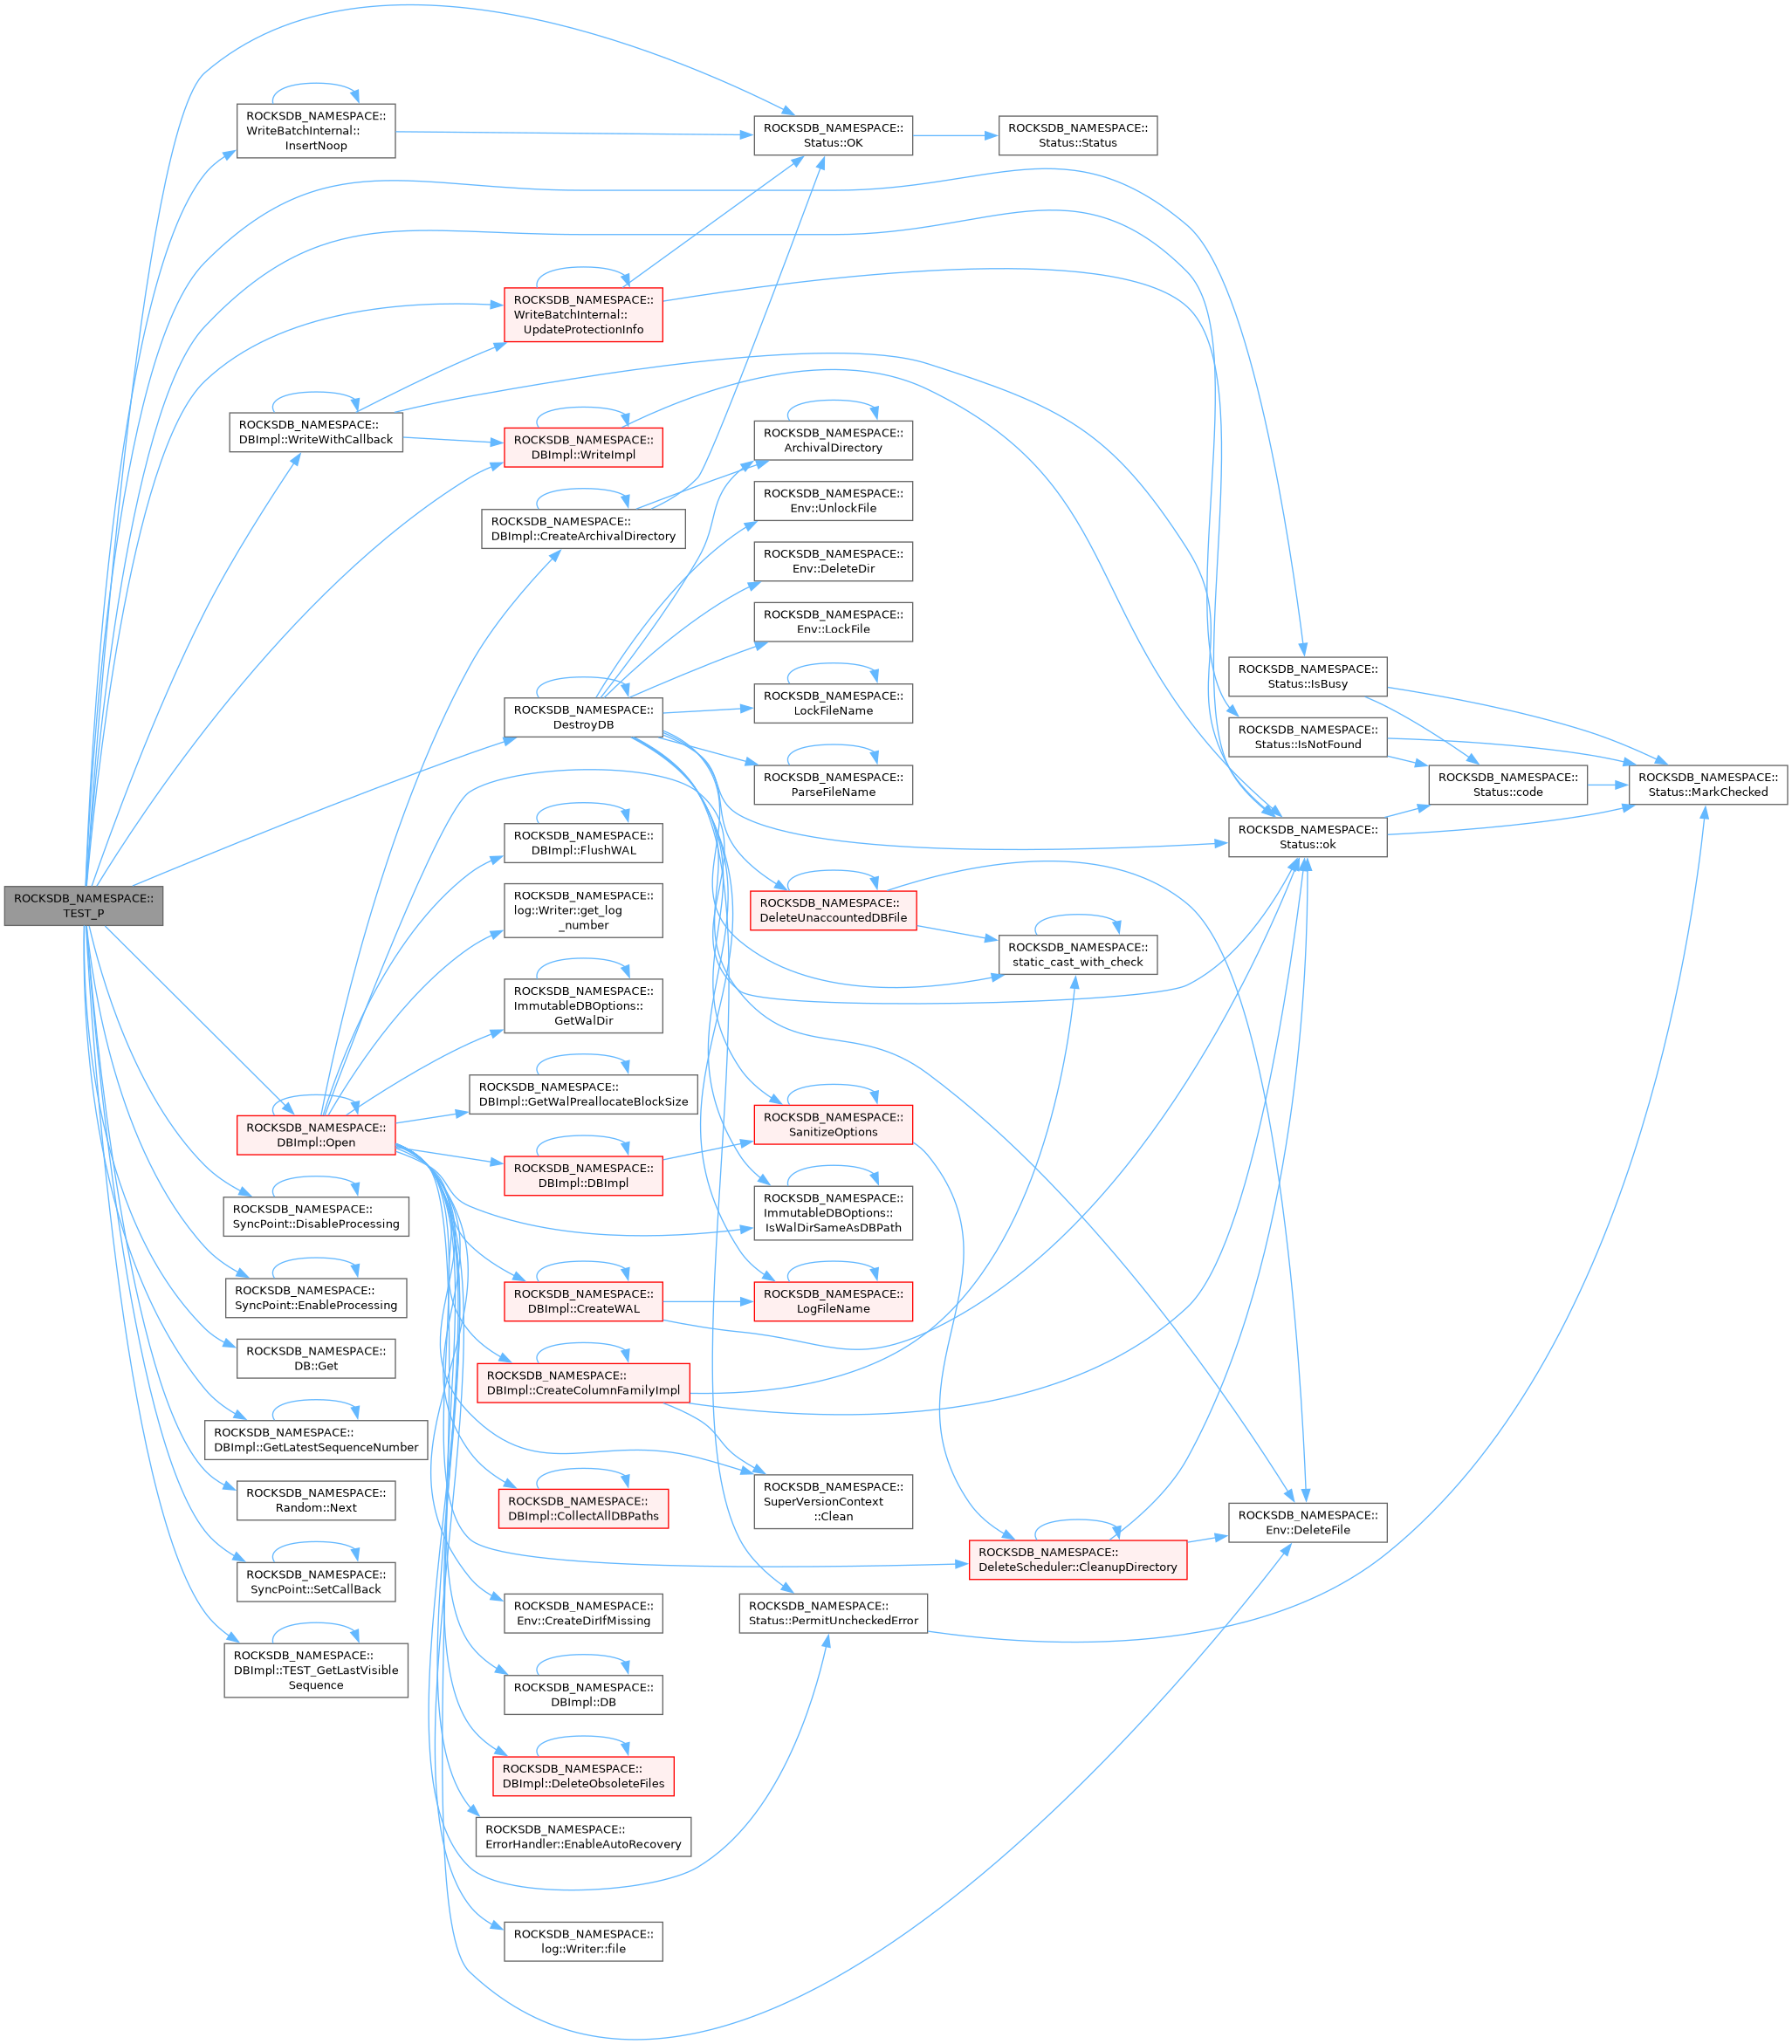 ROCKSDB_NAMESPACE::
TEST_P
ROCKSDB_NAMESPACE::
WriteBatchInternal::
InsertNoop
ROCKSDB_NAMESPACE::
Status::OK
ROCKSDB_NAMESPACE::
Status::Status
ROCKSDB_NAMESPACE::
WriteBatchInternal::
UpdateProtectionInfo
ROCKSDB_NAMESPACE::
DBImpl::WriteWithCallback
ROCKSDB_NAMESPACE::
DBImpl::WriteImpl
ROCKSDB_NAMESPACE::
ArchivalDirectory
ROCKSDB_NAMESPACE::
DBImpl::CreateArchivalDirectory
ROCKSDB_NAMESPACE::
Env::UnlockFile
ROCKSDB_NAMESPACE::
Env::DeleteDir
ROCKSDB_NAMESPACE::
Env::LockFile
ROCKSDB_NAMESPACE::
Status::IsBusy
ROCKSDB_NAMESPACE::
LockFileName
ROCKSDB_NAMESPACE::
DestroyDB
ROCKSDB_NAMESPACE::
Status::IsNotFound
ROCKSDB_NAMESPACE::
ParseFileName
ROCKSDB_NAMESPACE::
Status::code
ROCKSDB_NAMESPACE::
Status::MarkChecked
ROCKSDB_NAMESPACE::
DBImpl::FlushWAL
ROCKSDB_NAMESPACE::
Status::ok
ROCKSDB_NAMESPACE::
log::Writer::get_log
_number
ROCKSDB_NAMESPACE::
DeleteUnaccountedDBFile
ROCKSDB_NAMESPACE::
static_cast_with_check
ROCKSDB_NAMESPACE::
ImmutableDBOptions::
GetWalDir
ROCKSDB_NAMESPACE::
DBImpl::GetWalPreallocateBlockSize
ROCKSDB_NAMESPACE::
DBImpl::Open
ROCKSDB_NAMESPACE::
SanitizeOptions
ROCKSDB_NAMESPACE::
DBImpl::DBImpl
ROCKSDB_NAMESPACE::
SyncPoint::DisableProcessing
ROCKSDB_NAMESPACE::
ImmutableDBOptions::
IsWalDirSameAsDBPath
ROCKSDB_NAMESPACE::
SyncPoint::EnableProcessing
ROCKSDB_NAMESPACE::
DBImpl::CreateWAL
ROCKSDB_NAMESPACE::
LogFileName
ROCKSDB_NAMESPACE::
DB::Get
ROCKSDB_NAMESPACE::
DBImpl::CreateColumnFamilyImpl
ROCKSDB_NAMESPACE::
DBImpl::GetLatestSequenceNumber
ROCKSDB_NAMESPACE::
Random::Next
ROCKSDB_NAMESPACE::
DBImpl::CollectAllDBPaths
ROCKSDB_NAMESPACE::
SuperVersionContext
::Clean
ROCKSDB_NAMESPACE::
Env::DeleteFile
ROCKSDB_NAMESPACE::
DeleteScheduler::CleanupDirectory
ROCKSDB_NAMESPACE::
SyncPoint::SetCallBack
ROCKSDB_NAMESPACE::
Env::CreateDirIfMissing
ROCKSDB_NAMESPACE::
Status::PermitUncheckedError
ROCKSDB_NAMESPACE::
DBImpl::TEST_GetLastVisible
Sequence
ROCKSDB_NAMESPACE::
DBImpl::DB
ROCKSDB_NAMESPACE::
DBImpl::DeleteObsoleteFiles
ROCKSDB_NAMESPACE::
ErrorHandler::EnableAutoRecovery
ROCKSDB_NAMESPACE::
log::Writer::file